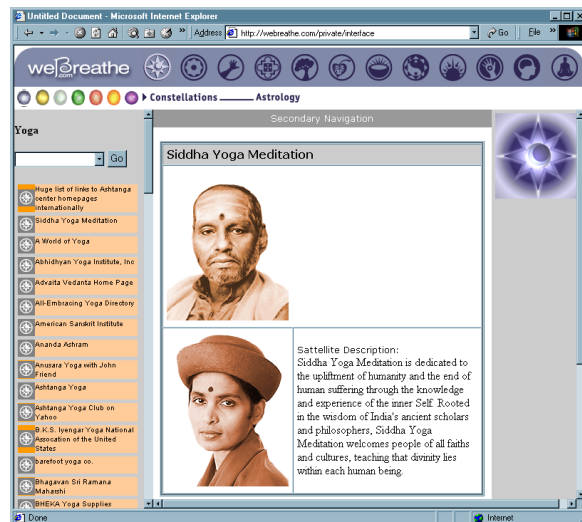 Untitled Document - Microsoft Internet Explorer
Address http://webreathe.com/private/interface Go File »
we Breathe
.com
Constellations Astrology
Secondary Navigation
Yoga
Go
Huge list of links to Ashtanga
center homepages
internationally
Siddha Yoga Meditation
A World of Yoga
Abhidhyan Yoga Institute, Inc
Advaita Vedanta Home Page
All-Embracing Yoga Directory
American Sanskrit Institute
Ananda Ashram
Anusara Yoga with John
Friend
Ashtanga Yoga
Ashtanga Yoga Club on
Yahoo
B.K.S. Iyengar Yoga National
Assocation of the United
States
barefoot yoga co.
Bhagavan Sri Ramana
Maharshi
BHEKA Yoga Supplies
Siddha Yoga Meditation
Sattellite Description:
Siddha Yoga Meditation is dedicated to
the upliftment of humanity and the end of
human suffering through the knowledge
and experience of the inner Self. Rooted
in the wisdom of India's ancient scholars
and philosophers, Siddha Yoga
Meditation welcomes people of all faiths
and cultures, teaching that divinity lies
within each human being.
Done Internet